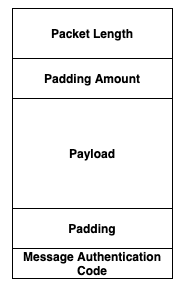 Packet Length
Padding Amount
Payload
Padding
Message Authentication
Code